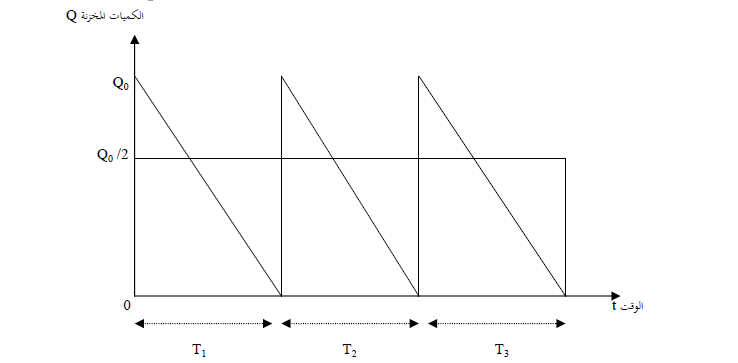 الكميات المخزنة Q
Q₀
Q₀ /2
0
الوقت t
T₁
T₂
T₃